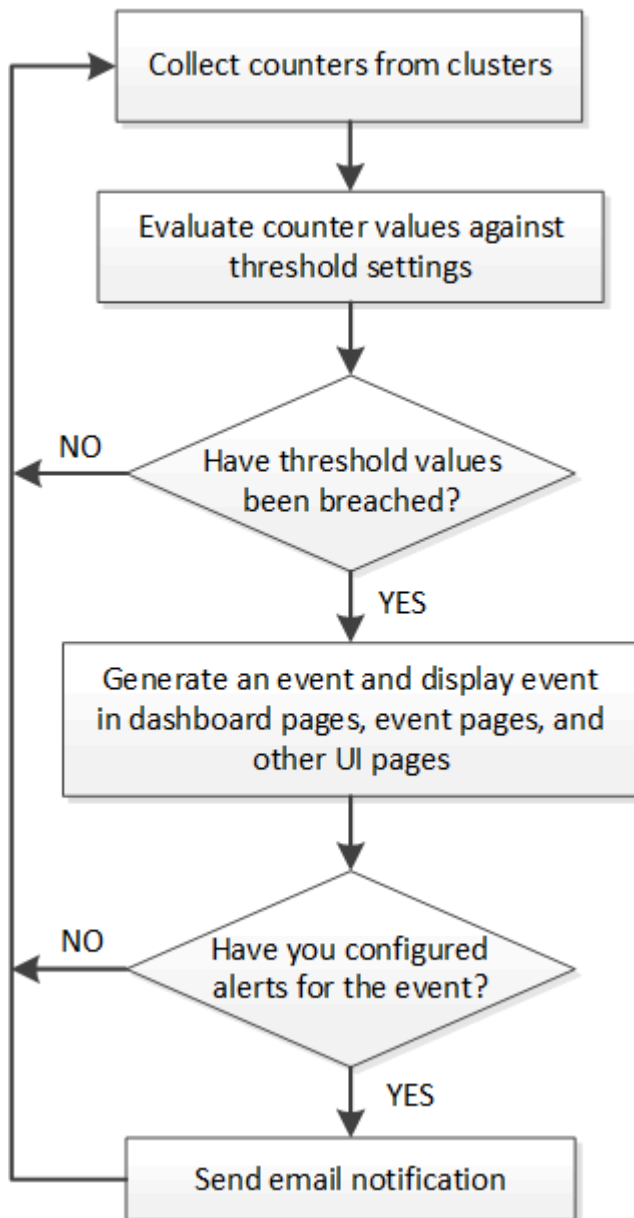 Collect counters from clusters
Evaluate counter values against
threshold settings
NO
Have threshold values
been breached?
YES
Generate an event and display event
in dashboard pages, event pages, and
other UI pages
NO
Have you configured
alerts for the event?
YES
Send email notification